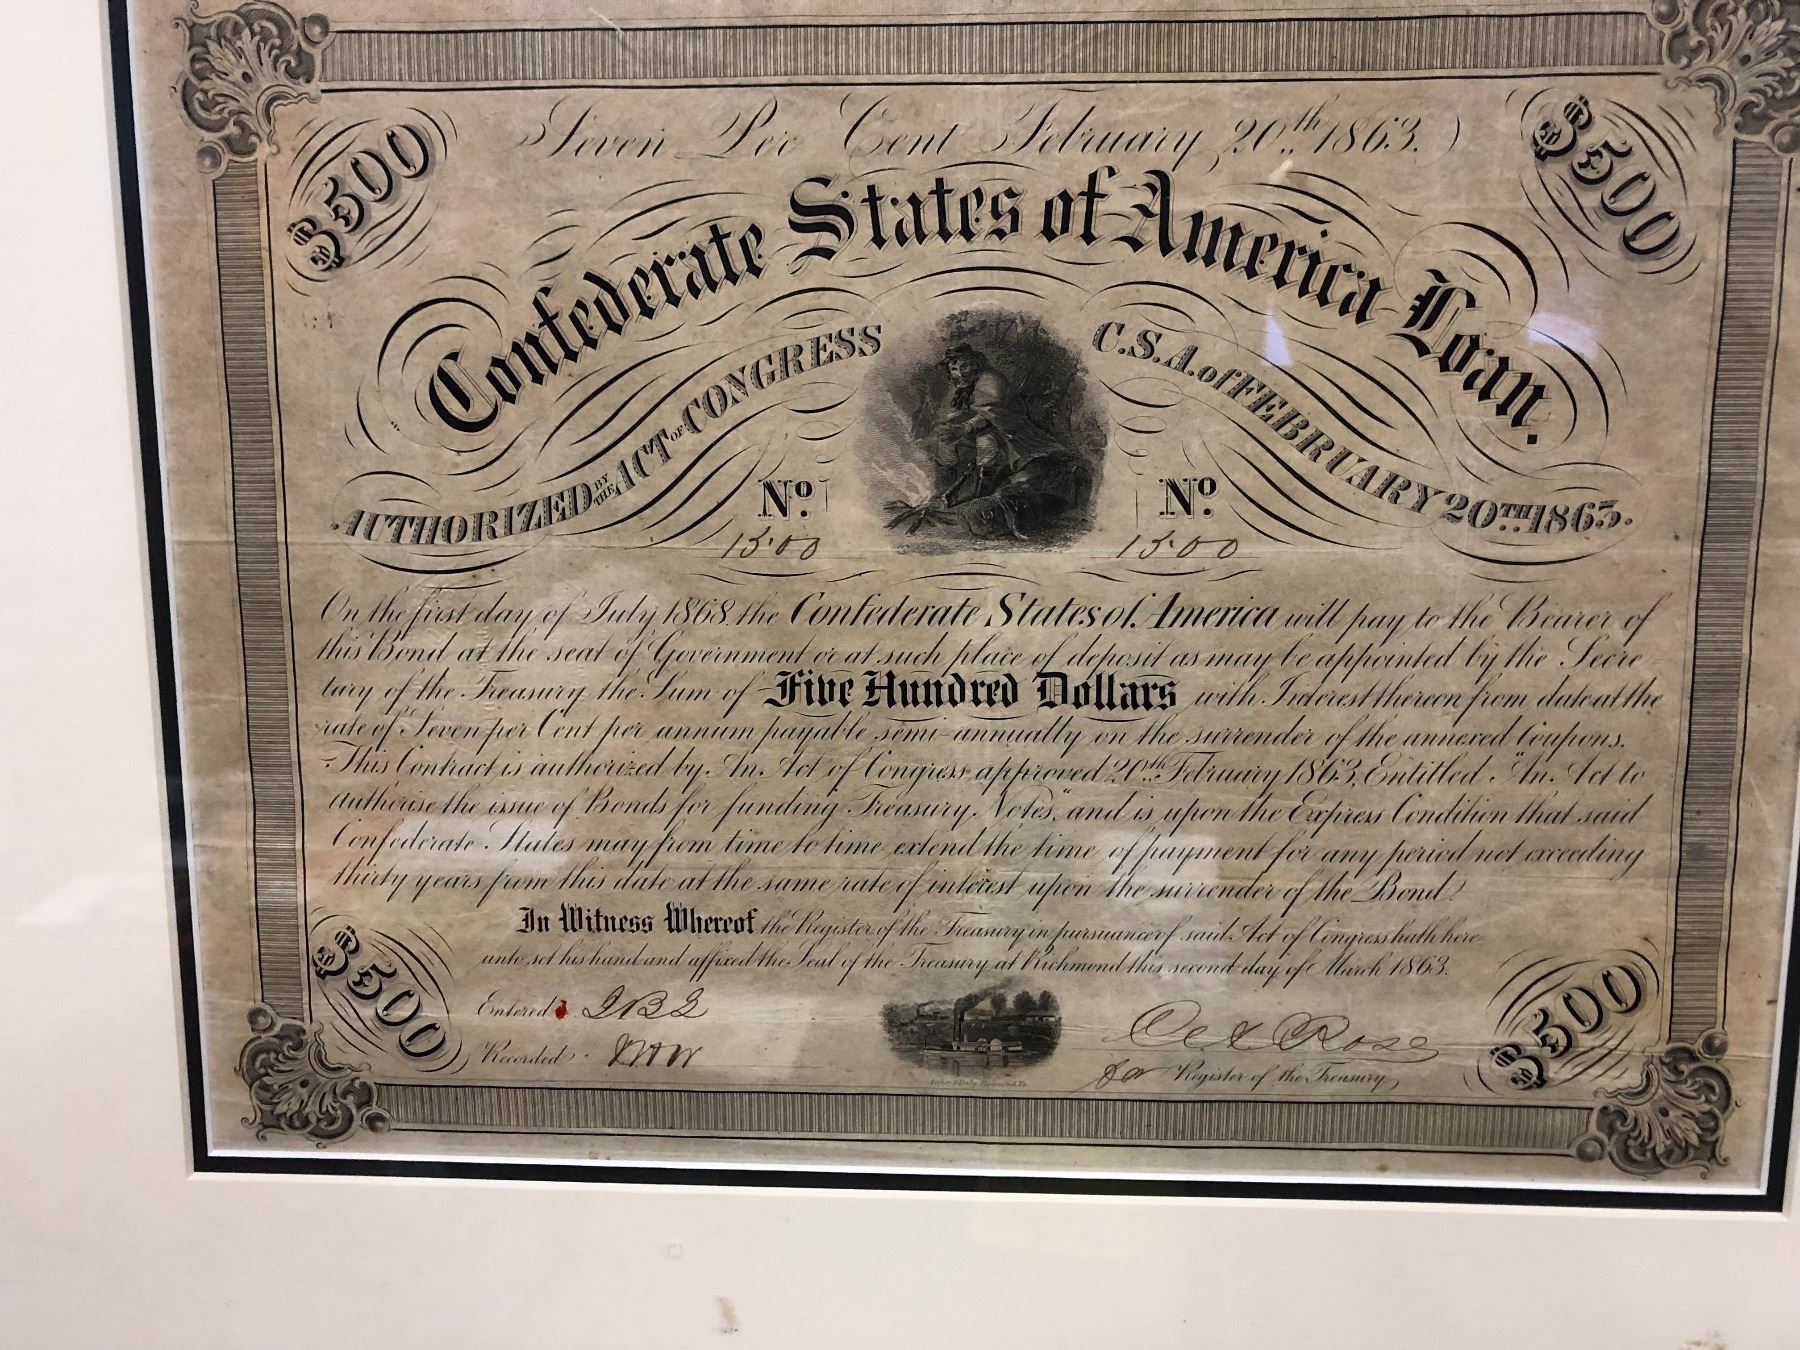 Seven Per Cent February 20th 1863.
$500
$500
Confederate States of America Loan.
AUTHORIZED BY THE ACT OF CONGRESS C.S.A. of FEBRUARY 20TH 1863.
No. No.
1500 1500
On the first day of July 1868, the Confederate States of America will pay to the Bearer of
this Bond at the seat of Government or at such place of deposit as may be appointed by the Secre-
tary of the Treasury, the Sum of Five Hundred Dollars with Interest thereon from date at the
rate of Seven per Cent per annum payable semi-annually on the surrender of the annexed Coupons.
This Contract is authorized by An Act of Congress approved 20th February 1863, Entitled "An Act to
authorise the issue of Bonds for funding Treasury Notes," and is upon the Express Condition that said
Confederate States may from time to time extend the time of payment for any period not exceeding
thirty years from this date at the same rate of interest upon the surrender of the Bond.
In Witness Whereof the Register of the Treasury in pursuance of said Act of Congress hath here-
unto set his hand and affixed the Seal of the Treasury at Richmond this second day of March 1863.
$500
$500
Entered
Recorded
Rose
for Register of the Treasury,